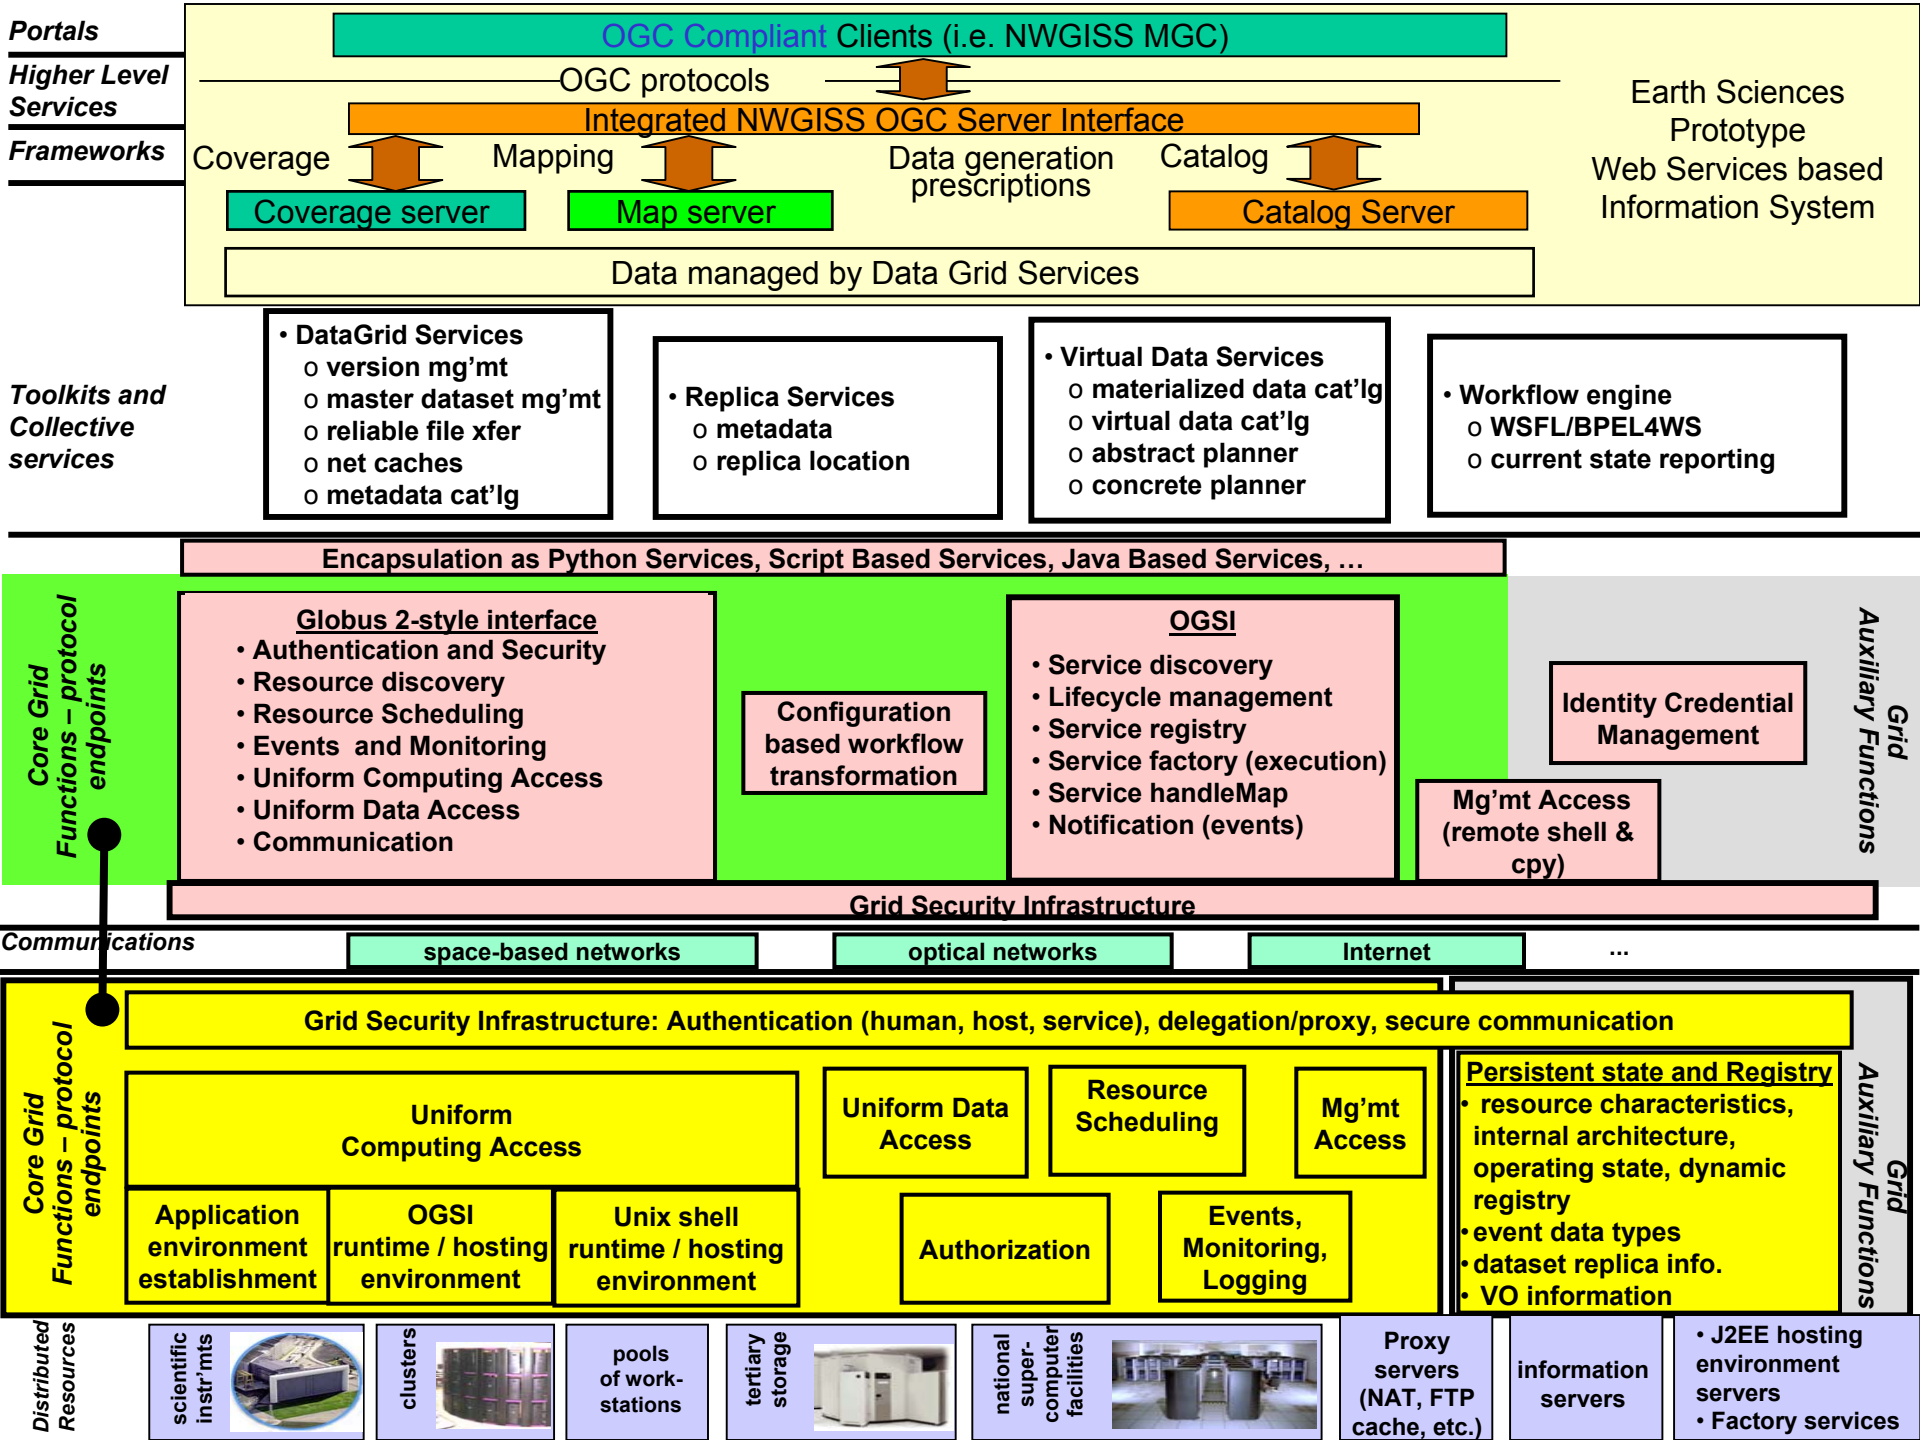 Portals
OGC Compliant Clients (i.e. NWGISS MGC)
Higher Level
Services
OGC protocols
Integrated NWGISS OGC Server Interface
Earth Sciences
Prototype
Web Services based
Information System
Frameworks
Coverage
Mapping
Data generation
prescriptions
Catalog
Coverage server
Map server
Catalog Server
Data managed by Data Grid Services
Toolkits and
Collective
services
• DataGrid Services
o version mg’mt
o master dataset mg’mt
o reliable file xfer
o net caches
o metadata cat’lg
• Replica Services
o metadata
o replica location
• Virtual Data Services
o materialized data cat’lg
o virtual data cat’lg
o abstract planner
o concrete planner
• Workflow engine
o WSFL/BPEL4WS
o current state reporting
Encapsulation as Python Services, Script Based Services, Java Based Services, …
Core Grid
Functions – protocol
endpoints
Globus 2-style interface
• Authentication and Security
• Resource discovery
• Resource Scheduling
• Events  and Monitoring
• Uniform Computing Access
• Uniform Data Access
• Communication
Configuration
based workflow
transformation
OGSI
• Service discovery
• Lifecycle management
• Service registry
• Service factory (execution)
• Service handleMap
• Notification (events)
Identity Credential
Management
Mg’mt Access
(remote shell &
cpy)
Grid
Auxiliary Functions
Grid Security Infrastructure
Communications
space-based networks
optical networks
Internet
...
Core Grid
Functions – protocol
endpoints
Grid Security Infrastructure: Authentication (human, host, service), delegation/proxy, secure communication
Uniform
Computing Access
Uniform Data
Access
Resource
Scheduling
Mg’mt
Access
Application
environment
establishment
OGSI
runtime / hosting
environment
Unix shell
runtime / hosting
environment
Authorization
Events,
Monitoring,
Logging
Persistent state and Registry
• resource characteristics,
internal architecture,
operating state, dynamic
registry
• event data types
• dataset replica info.
• VO information
Grid
Auxiliary Functions
Distributed
Resources
scientific
instr’mts
clusters
pools
of work-
stations
tertiary
storage
national
super-
computer
facilities
Proxy
servers
(NAT, FTP
cache, etc.)
information
servers
• J2EE hosting
environment
servers
• Factory services